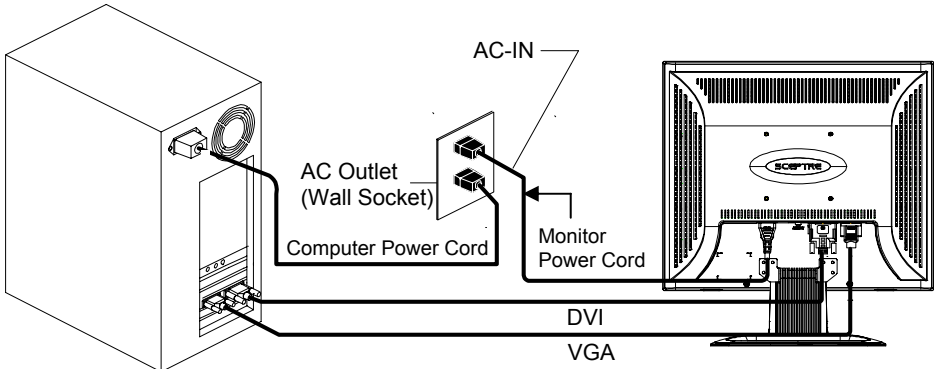 AC-IN
AC Outlet
(Wall Socket)
SCEPTRE
Computer Power Cord
Monitor
Power Cord
DVI
VGA